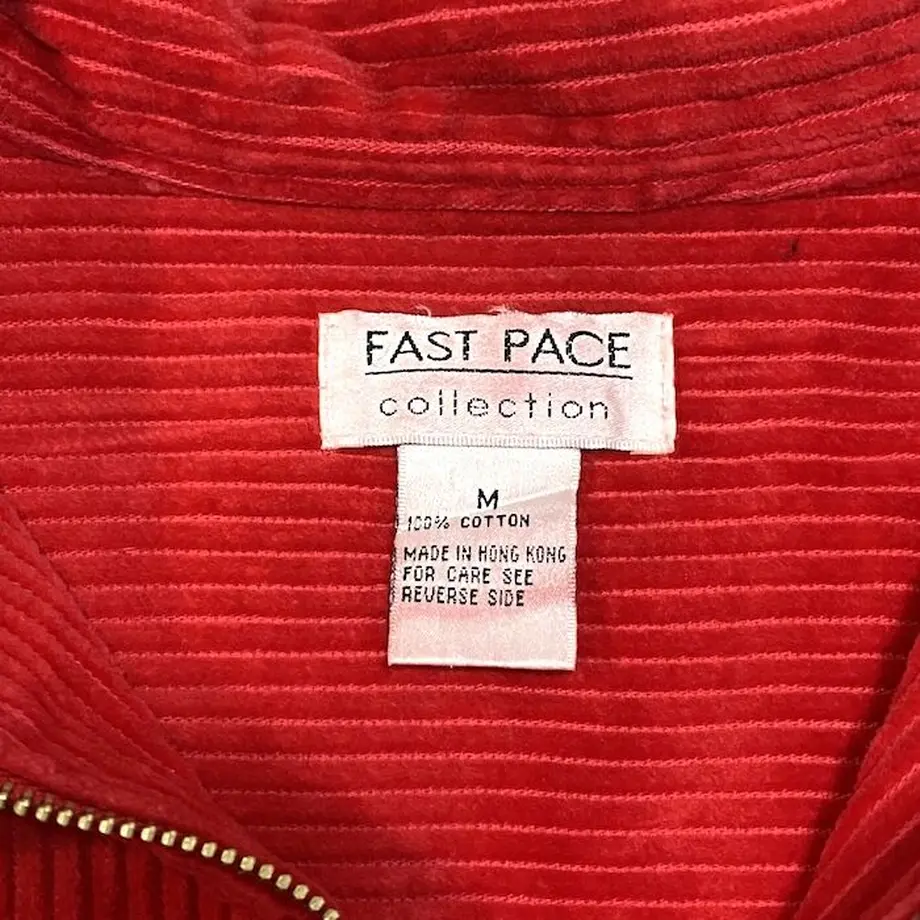 FAST PACE
collection
M
100% COTTON
MADE IN HONG KONG
FOR CARE SEE
REVERSE SIDE